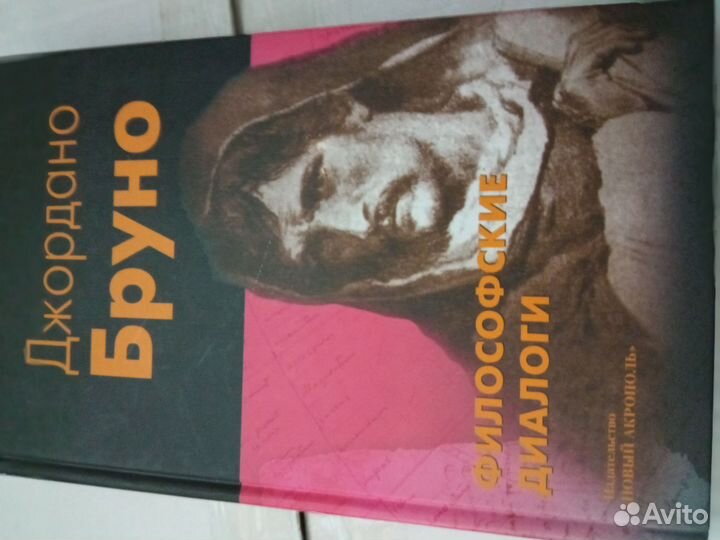 Джордано
Бруно
ФИЛОСОФСКИЕ
ДИАЛОГИ
Издательство
«НОВЫЙ АКРОПОЛЬ»
Avito